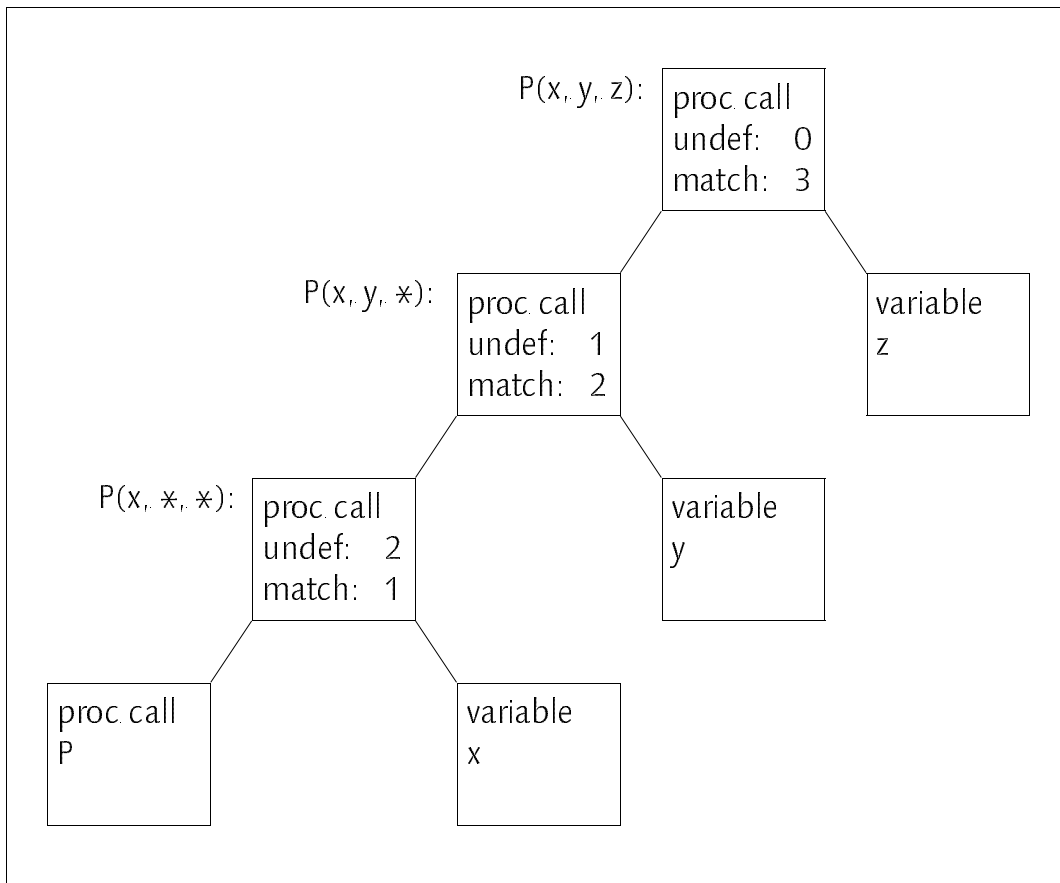 P(x, y, z):
proc. call
undef: 0
match: 3
P(x, y, *):
proc. call
undef: 1
match: 2
variable
z
P(x, *, *):
proc. call
undef: 2
match: 1
variable
y
proc. call
P
variable
x